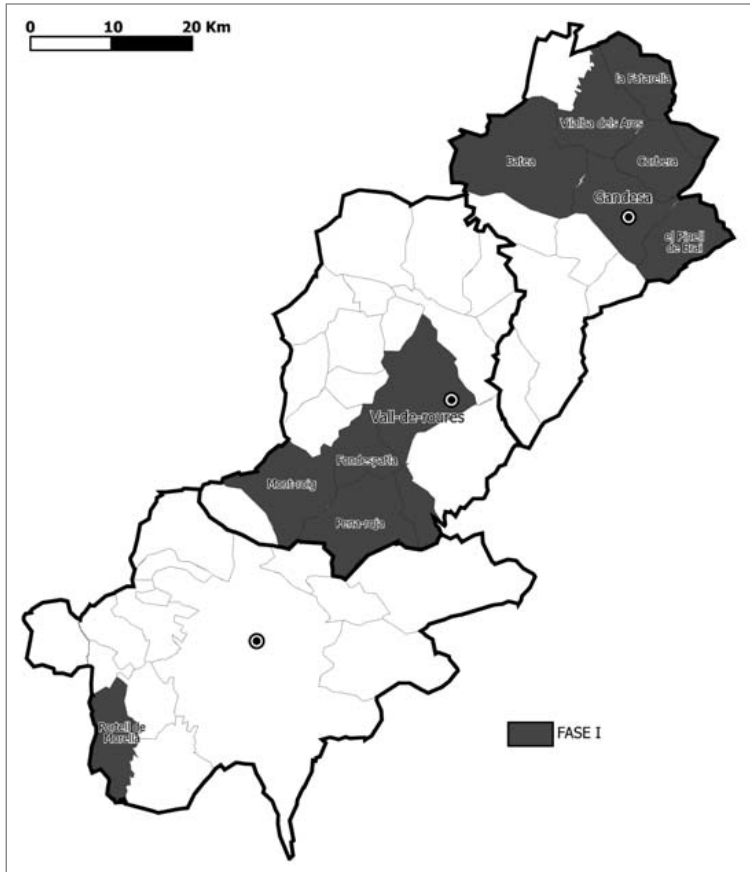 0 10 20 Km
la Fatarella
Vilalba dels Arcs
Batea
Corbera
Gandesa
el Pinell
de Brai
Vall-de-roures
Fondespatla
Mont-roig
Pena-roja
Portell de
Morella
FASE I